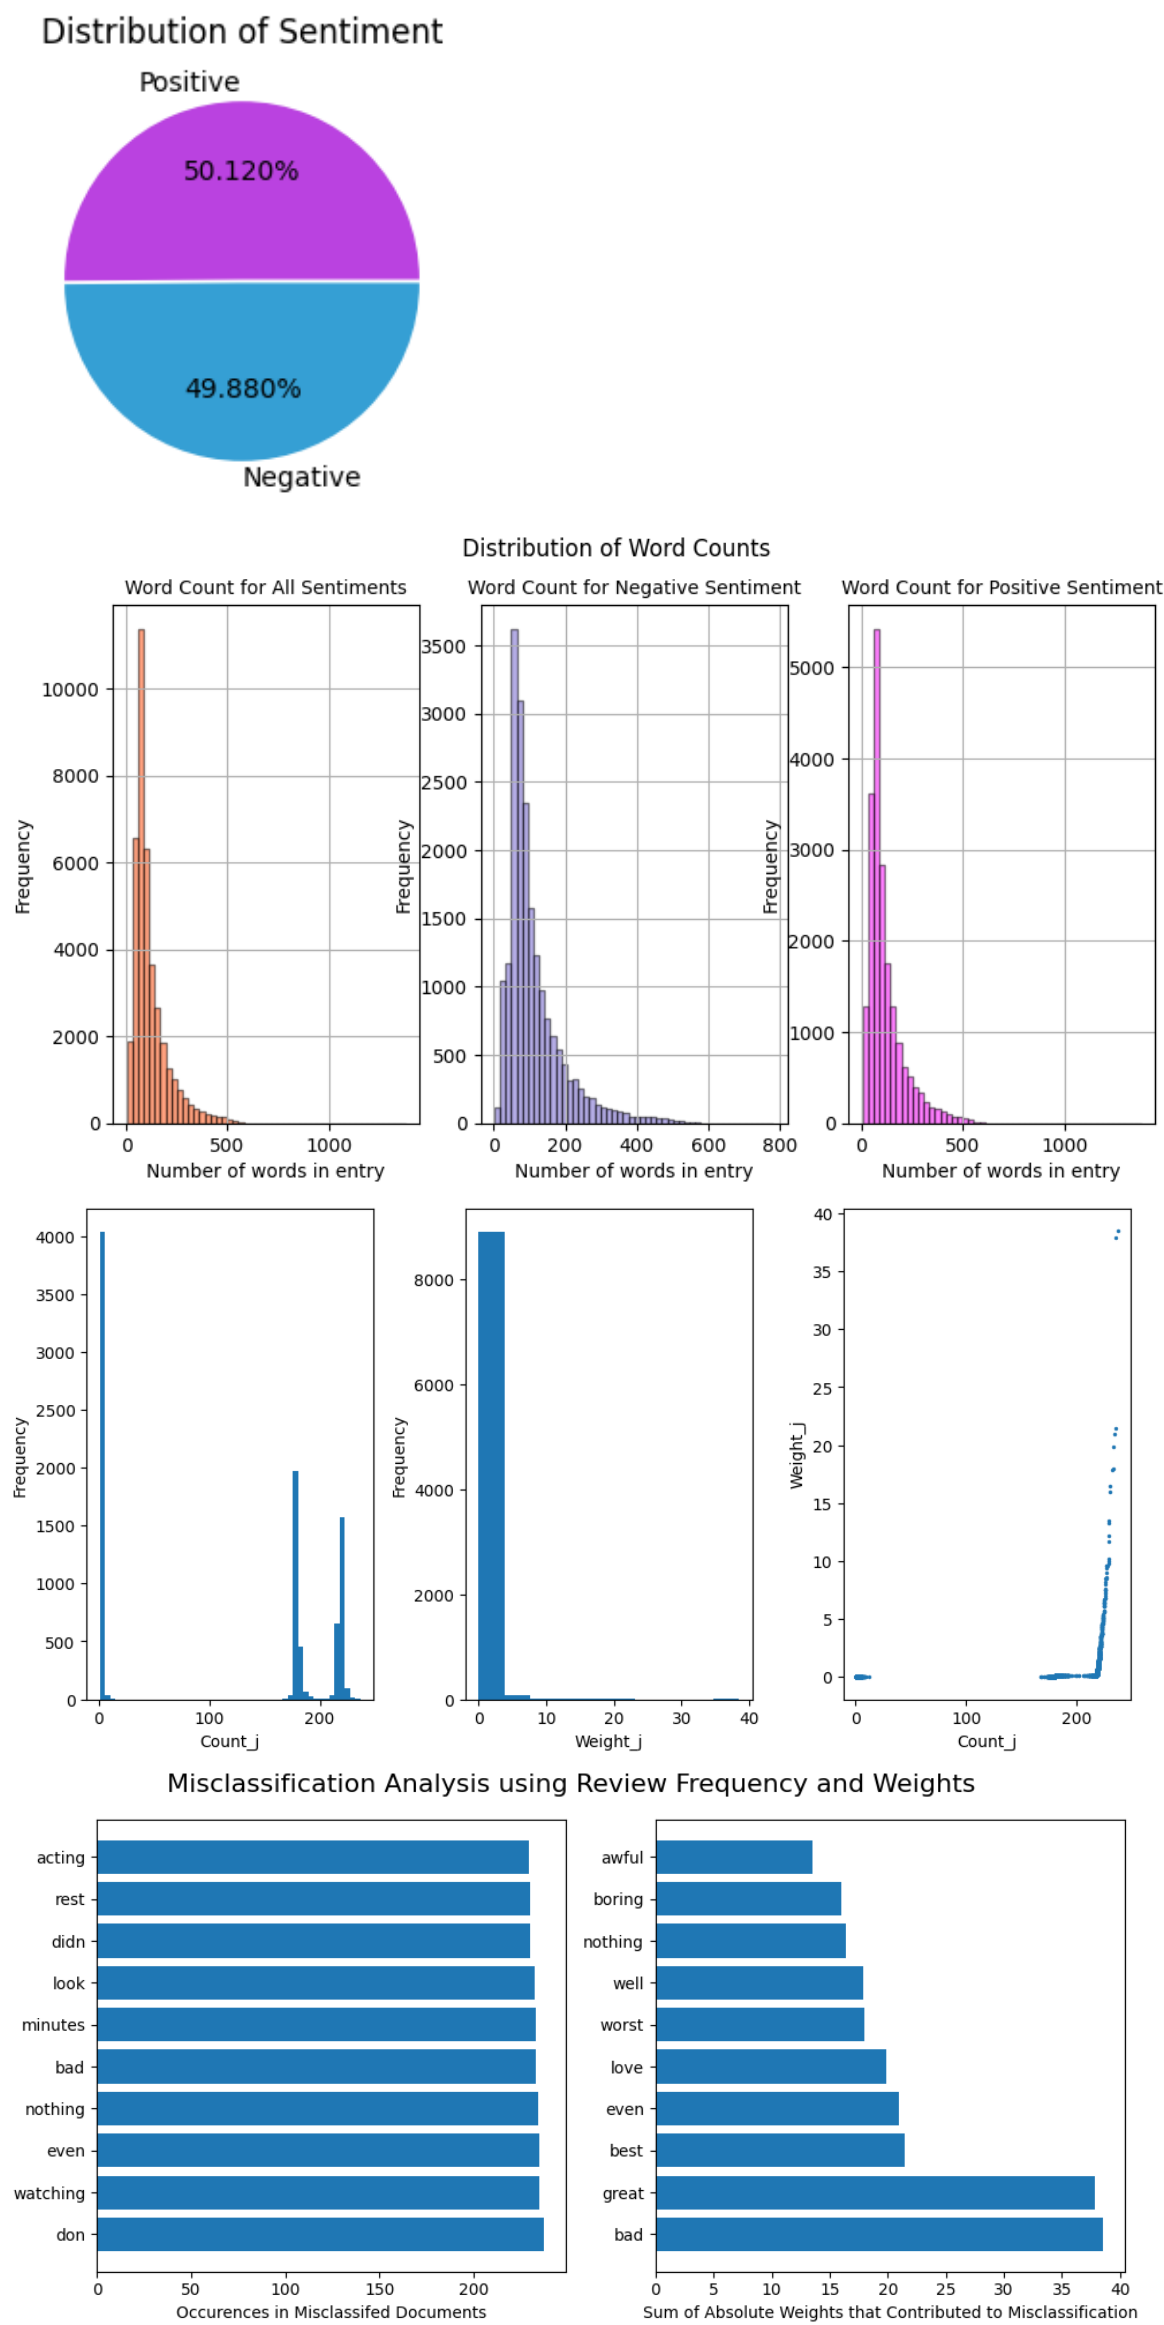 Distribution of Sentiment
Positive
50.120%
49.880%
Negative
Distribution of Word Counts
Word Count for All Sentiments
Frequency
10000
8000
6000
4000
2000
0
0 500 1000
Number of words in entry
Word Count for Negative Sentiment
Frequency
3500
3000
2500
2000
1500
1000
500
0
0 200 400 600 800
Number of words in entry
Word Count for Positive Sentiment
Frequency
5000
4000
3000
2000
1000
0
0 500 1000
Number of words in entry
Frequency
4000
3500
3000
2500
2000
1500
1000
500
0
0 100 200
Count_j
Frequency
8000
6000
4000
2000
0
0 10 20 30 40
Weight_j
Weight_j
40
35
30
25
20
15
10
5
0
0 100 200
Count_j
Misclassification Analysis using Review Frequency and Weights
acting
rest
didn
look
minutes
bad
nothing
even
watching
don
0 50 100 150 200
Occurences in Misclassifed Documents
awful
boring
nothing
well
worst
love
even
best
great
bad
0 5 10 15 20 25 30 35 40
Sum of Absolute Weights that Contributed to Misclassification